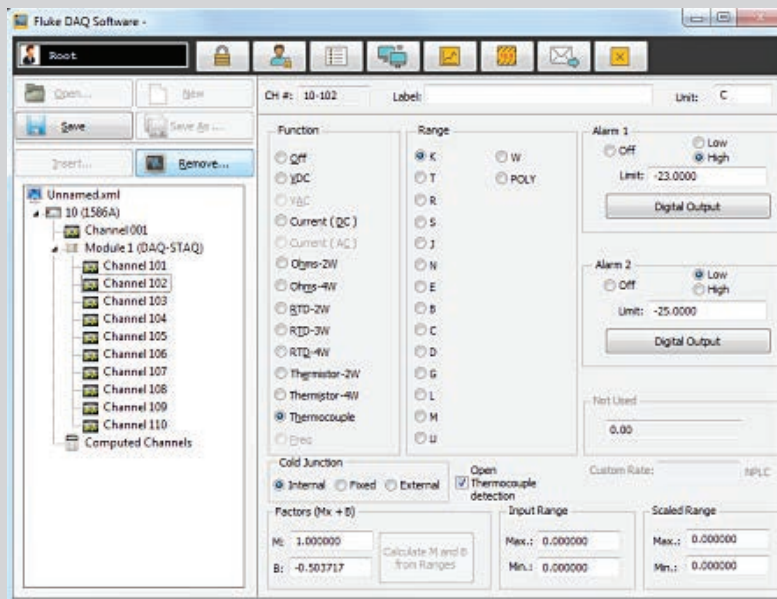 Fluke DAQ Software -
Root
Open...
New
Save
Save As ...
Insert...
Remove...
Unnamed.xml
10 (1586A)
Channel 001
Module 1 (DAQ-STAQ)
Channel 101
Channel 102
Channel 103
Channel 104
Channel 105
Channel 106
Channel 107
Channel 108
Channel 109
Channel 110
Computed Channels
CH #: 10-102 Label: Unit: C
Function
Off
VDC
VAC
Current ( DC )
Current ( AC )
Ohms-2W
Ohms-4W
RTD-2W
RTD-3W
RTD-4W
Thermistor-2W
Thermistor-4W
Thermocouple
Freq
Range
K
T
R
S
J
N
E
B
C
D
G
L
M
U
W
POLY
Alarm 1
Off
Low
High
Limit: -23.0000
Digital Output
Alarm 2
Off
Low
High
Limit: -25.0000
Digital Output
Not Used
0.00
Cold Junction
Internal Fixed External
Open
Thermocouple
detection
Custom Rate: NPLC
Factors (Mx + B)
M: 1.000000
B: -0.503717
Calculate M and B
from Ranges
Input Range
Max.: 0.000000
Min.: 0.000000
Scaled Range
Max.: 0.000000
Min.: 0.000000